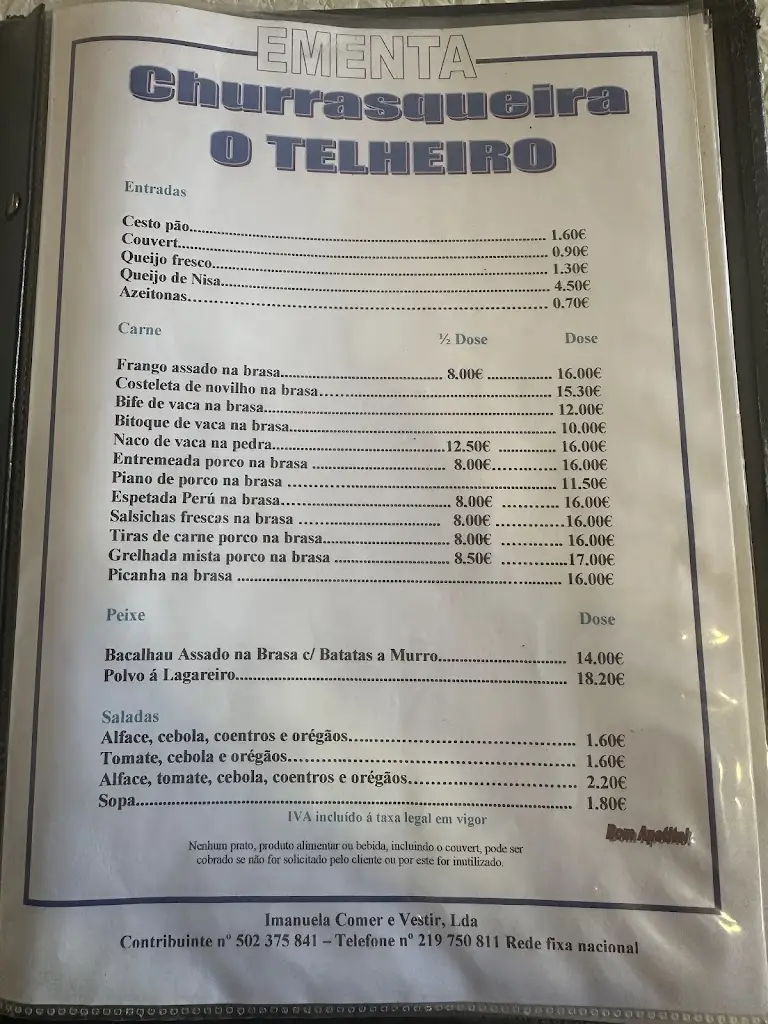 EMENTA
Churrasqueira
O TELHEIRO
Entradas
Cesto pão.......... 1.60€
Couvert.......... 0.90€
Queijo fresco.......... 1.30€
Queijo de Nisa.......... 4.50€
Azeitonas.......... 0.70€
Carne ½ Dose Dose
Frango assado na brasa.......... 8.00€ .......... 16.00€
Costeleta de novilho na brasa.......... 15.30€
Bife de vaca na brasa.......... 12.00€
Bitoque de vaca na brasa.......... 10.00€
Naco de vaca na pedra.......... 12.50€ .......... 16.00€
Entremeada porco na brasa .......... 8.00€.......... 16.00€
Piano de porco na brasa .......... 11.50€
Espetada Perú na brasa.......... 8.00€ .......... 16.00€
Salsichas frescas na brasa .......... 8.00€ ..........16.00€
Tiras de carne porco na brasa.......... 8.00€ .......... 16.00€
Grelhada mista porco na brasa .......... 8.50€ ..........17.00€
Picanha na brasa .......... 16.00€
Peixe Dose
Bacalhau Assado na Brasa c/ Batatas a Murro.......... 14.00€
Polvo á Lagareiro.......... 18.20€
Saladas
Alface, cebola, coentros e orégãos.......... 1.60€
Tomate, cebola e orégãos.......... 1.60€
Alface, tomate, cebola, coentros e orégãos.......... 2.20€
Sopa.......... 1.80€
IVA incluído á taxa legal em vigor
Bom Apetite!
Nenhum prato, produto alimentar ou bebida, incluindo o couvert, pode ser
cobrado se não for solicitado pelo cliente ou por este for inutilizado.
Imanuela Comer e Vestir, Lda
Contribuinte nº 502 375 841 – Telefone nº 219 750 811 Rede fixa nacional